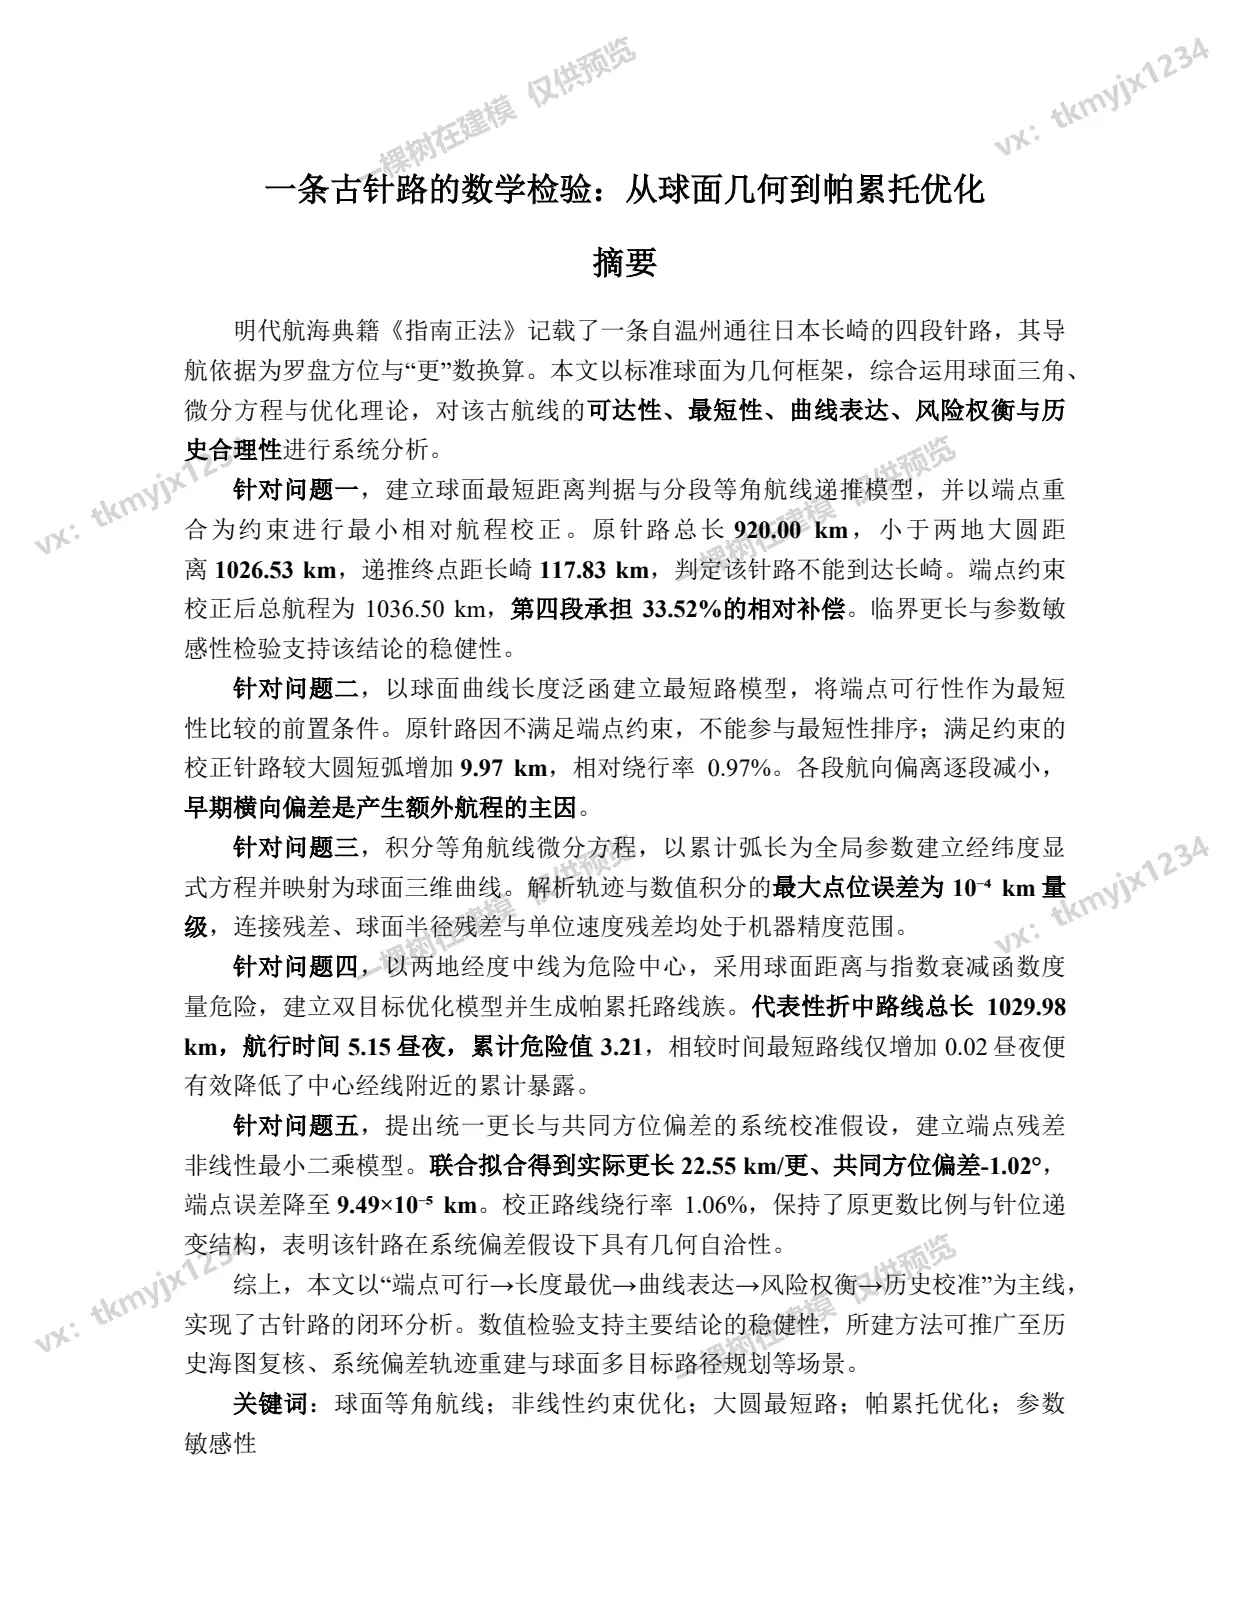 一棵树在建模 仅供预览
vx：tkmyjx1234
一条古针路的数学检验：从球面几何到帕累托优化
摘要
明代航海典籍《指南正法》记载了一条自温州通往日本长崎的四段针路，其导
航依据为罗盘方位与“更”数换算。本文以标准球面为几何框架，综合运用球面三角、
微分方程与优化理论，对该古航线的可达性、最短性、曲线表达、风险权衡与历
史合理性进行系统分析。
vx：tkmyjx1234
一棵树在建模 仅供预览
针对问题一，建立球面最短距离判据与分段等角航线递推模型，并以端点重
合为约束进行最小相对航程校正。原针路总长 920.00 km，小于两地大圆距
离 1026.53 km，递推终点距长崎 117.83 km，判定该针路不能到达长崎。端点约束
校正后总航程为 1036.50 km，第四段承担 33.52%的相对补偿。临界更长与参数敏
感性检验支持该结论的稳健性。
针对问题二，以球面曲线长度泛函建立最短路模型，将端点可行性作为最短
性比较的前置条件。原针路因不满足端点约束，不能参与最短性排序；满足约束的
校正针路较大圆短弧增加 9.97 km，相对绕行率 0.97%。各段航向偏离逐段减小，
早期横向偏差是产生额外航程的主因。
针对问题三，积分等角航线微分方程，以累计弧长为全局参数建立经纬度显
式方程并映射为球面三维曲线。解析轨迹与数值积分的最大点位误差为 10⁻⁴ km 量
级，连接残差、球面半径残差与单位速度残差均处于机器精度范围。
一棵树在建模 仅供预览
vx：tkmyjx1234
针对问题四，以两地经度中线为危险中心，采用球面距离与指数衰减函数度
量危险，建立双目标优化模型并生成帕累托路线族。代表性折中路线总长 1029.98
km，航行时间 5.15 昼夜，累计危险值 3.21，相较时间最短路线仅增加 0.02 昼夜便
有效降低了中心经线附近的累计暴露。
针对问题五，提出统一更长与共同方位偏差的系统校准假设，建立端点残差
非线性最小二乘模型。联合拟合得到实际更长 22.55 km/更、共同方位偏差-1.02°，
端点误差降至 9.49×10⁻⁵ km。校正路线绕行率 1.06%，保持了原更数比例与针位递
变结构，表明该针路在系统偏差假设下具有几何自洽性。
vx：tkmyjx1234
一棵树在建模 仅供预览
综上，本文以“端点可行→长度最优→曲线表达→风险权衡→历史校准”为主线，
实现了古针路的闭环分析。数值检验支持主要结论的稳健性，所建方法可推广至历
史海图复核、系统偏差轨迹重建与球面多目标路径规划等场景。
关键词：球面等角航线；非线性约束优化；大圆最短路；帕累托优化；参数
敏感性